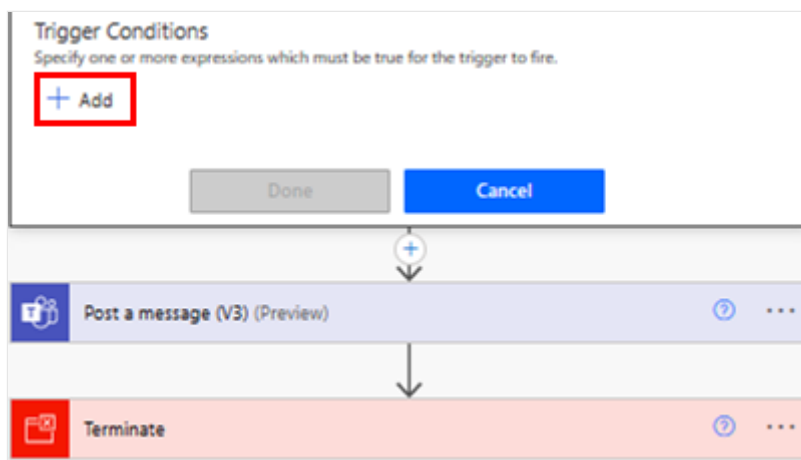 Trigger Conditions
Specify one or more expressions which must be true for the trigger to fire.
+ Add
Done Cancel
Post a message (V3) (Preview)
Terminate